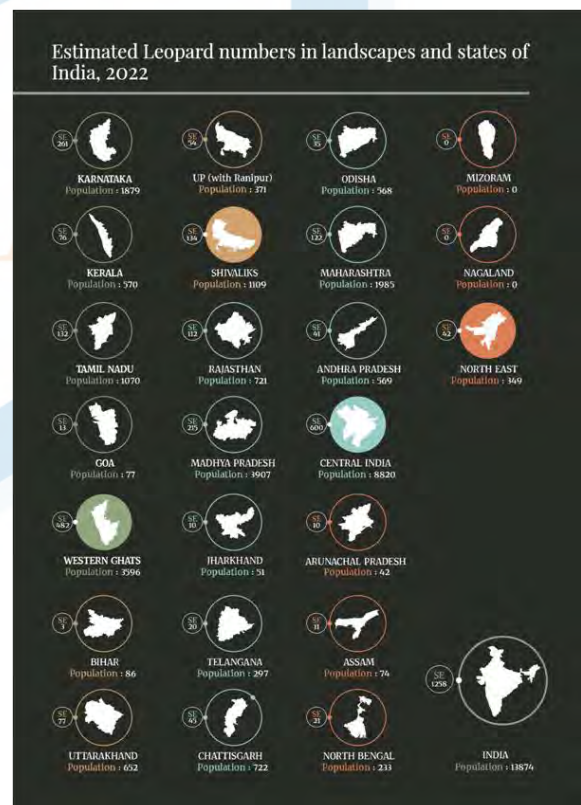 Estimated Leopard numbers in landscapes and states of
India, 2022
SE
261
KARNATAKA
Population : 1879
SE
76
KERALA
Population : 570
SE
132
TAMIL NADU
Population : 1070
SE
13
GOA
Population : 77
SE
482
WESTERN GHATS
Population : 3596
SE
3
BIHAR
Population : 86
SE
77
UTTARAKHAND
Population : 652
SE
54
UP (with Ranipur)
Population : 371
SE
134
SHIVALIKS
Population : 1109
SE
112
RAJASTHAN
Population : 721
SE
215
MADHYA PRADESH
Population : 3907
SE
10
JHARKHAND
Population : 51
SE
20
TELANGANA
Population : 297
SE
45
CHATTISGARH
Population : 722
SE
35
ODISHA
Population : 568
SE
122
MAHARASHTRA
Population : 1985
SE
41
ANDHRA PRADESH
Population : 569
SE
600
CENTRAL INDIA
Population : 8820
SE
10
ARUNACHAL PRADESH
Population : 42
SE
11
ASSAM
Population : 74
SE
21
NORTH BENGAL
Population : 233
SE
0
MIZORAM
Population : 0
SE
0
NAGALAND
Population : 0
SE
42
NORTH EAST
Population : 349
SE
1258
INDIA
Population : 13874